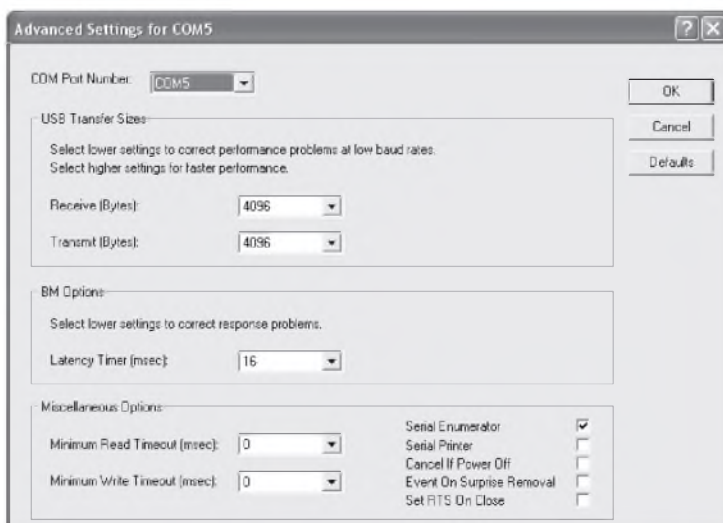 Advanced Settings for COM5
COM Port Number: COM5
OK
Cancel
Defaults
USB Transfer Sizes
Select lower settings to correct performance problems at low baud rates.
Select higher settings for faster performance.
Receive (Bytes): 4096
Transmit (Bytes): 4096
BM Options
Select lower settings to correct response problems.
Latency Timer (msec): 16
Miscellaneous Options
Minimum Read Timeout (msec): 0
Minimum Write Timeout (msec): 0
Serial Enumerator
Serial Printer
Cancel If Power Off
Event On Surprise Removal
Set RTS On Close